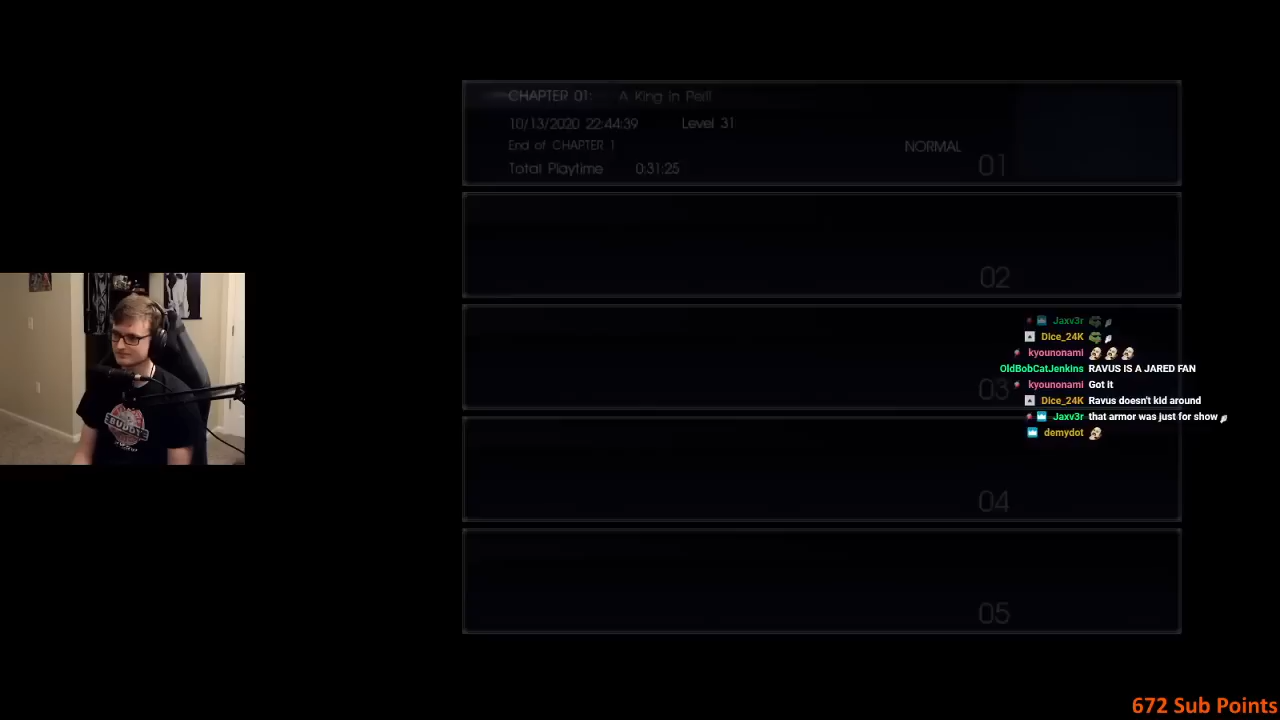 CHAPTER 01: A King in Peril
10/13/2020 22:44:39 Level 31
End of CHAPTER 1
NORMAL
Total Playtime 0:31:25
01
02
03
04
05
Jaxv3r
Dice_24K
kyounonami
OldBobCatJenkins RAVUS IS A JARED FAN
kyounonami Got it
Dice_24K Ravus doesn't kid around
Jaxv3r that armor was just for show
demydot
BUDDY
672 Sub Points